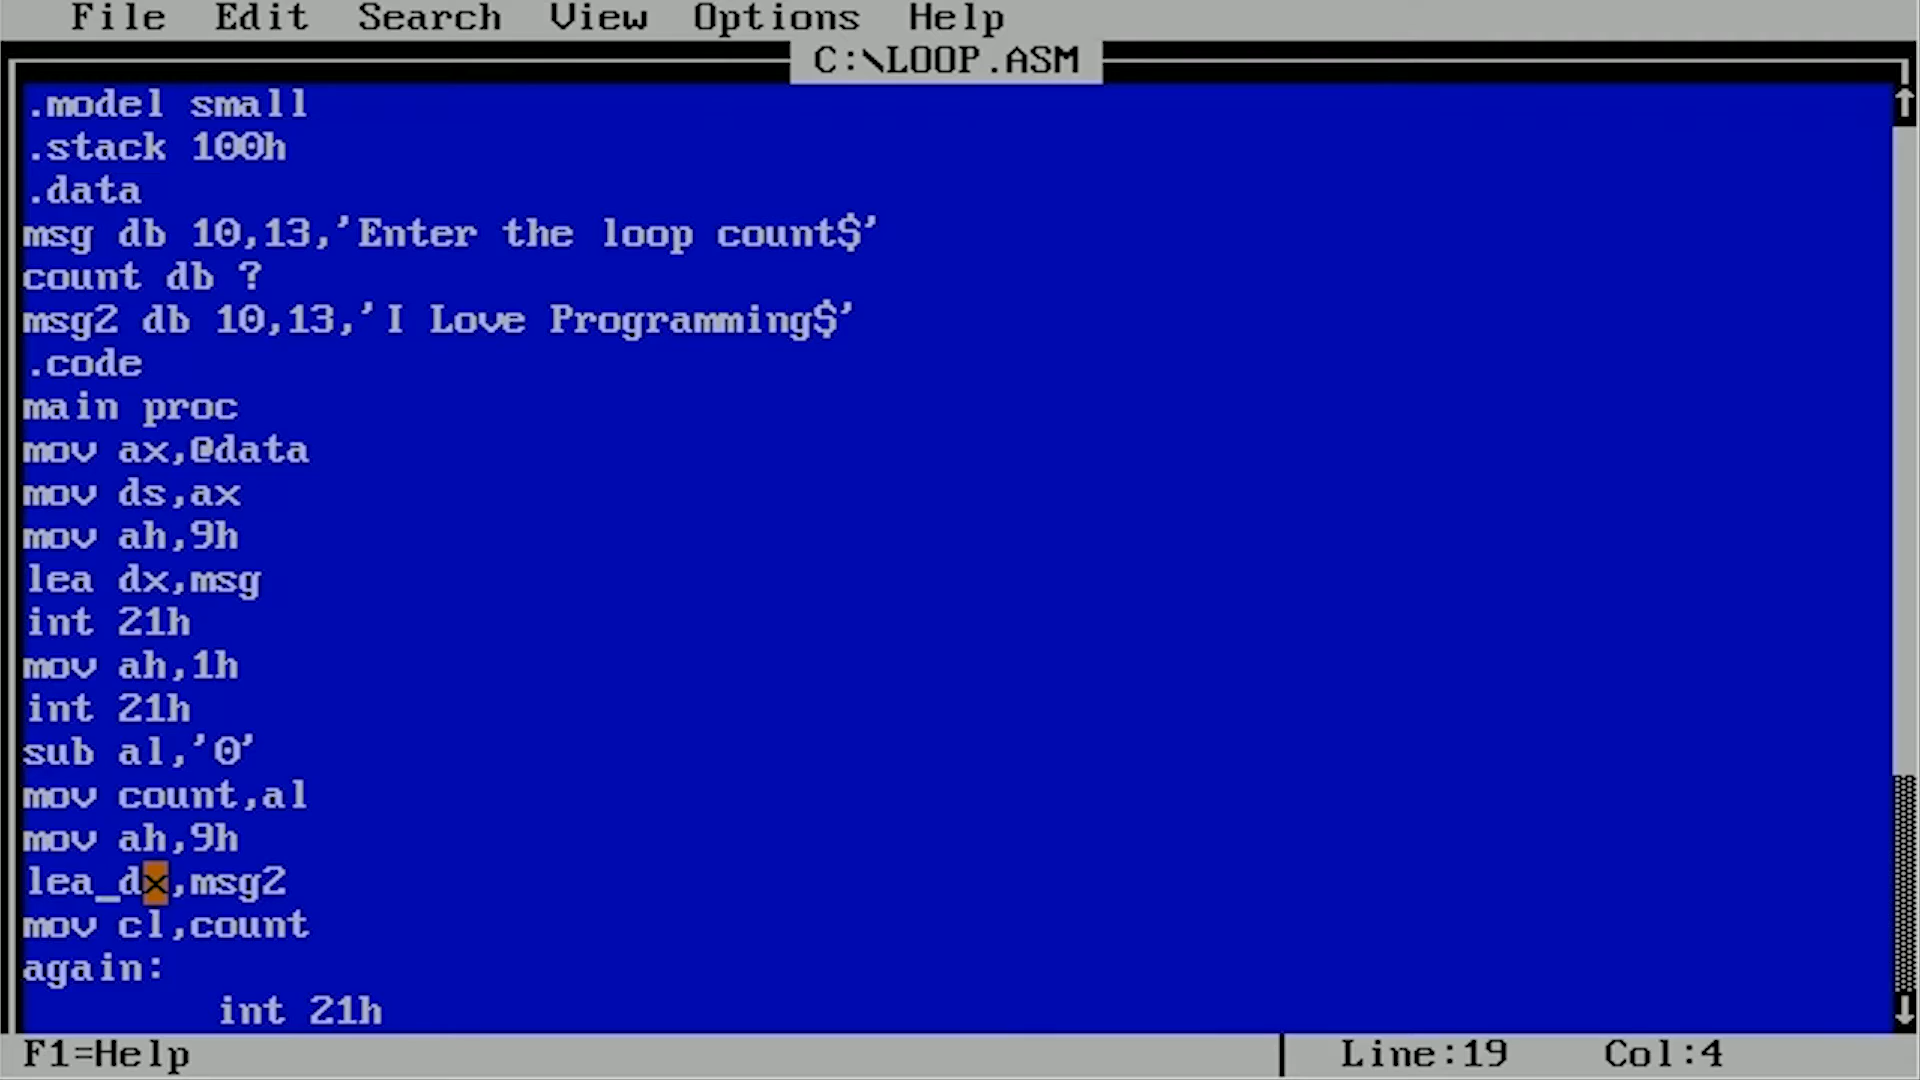 File Edit Search View Options Help
C:\LOOP.ASM
.model small
.stack 100h
.data
msg db 10,13,'Enter the loop count$'
count db ?
msg2 db 10,13,'I Love Programming$'
.code
main proc
mov ax,@data
mov ds,ax
mov ah,9h
lea dx,msg
int 21h
mov ah,1h
int 21h
sub al,'0'
mov count,al
mov ah,9h
lea dx,msg2
mov cl,count
again:
int 21h
F1=Help Line:19 Col:4